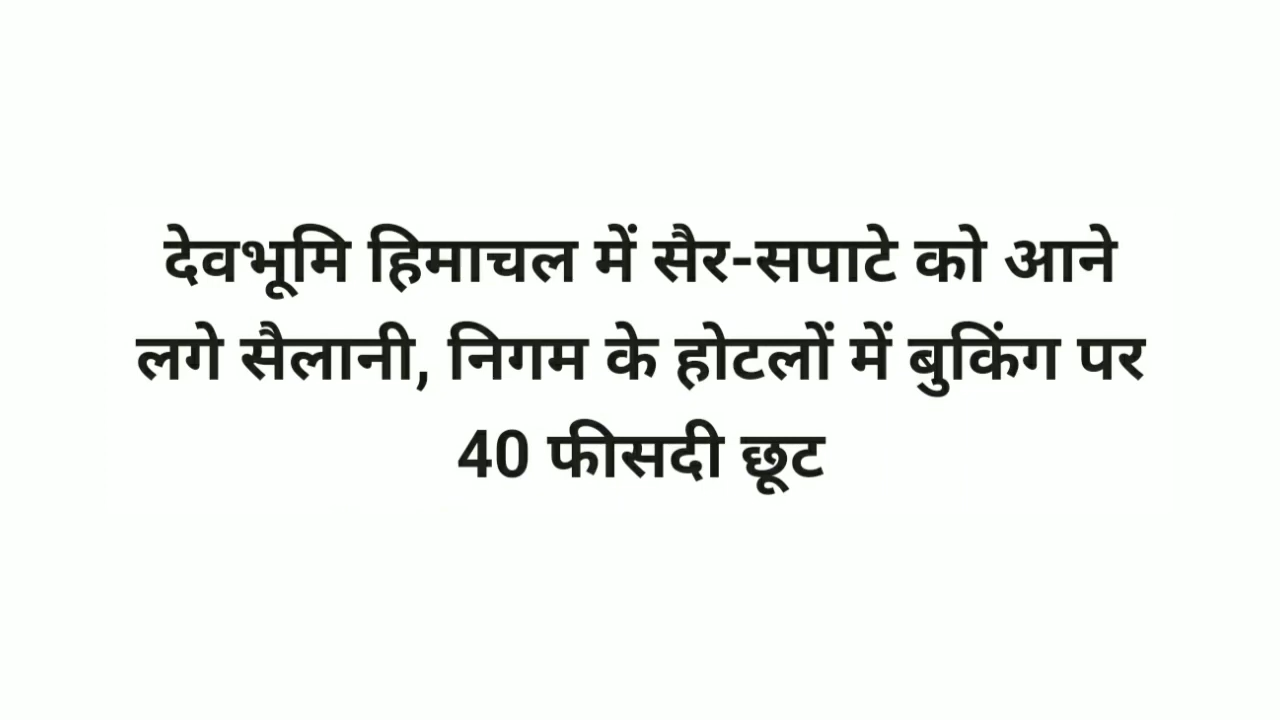 देवभूमि हिमाचल में सैर-सपाटे को आने
लगे सैलानी, निगम के होटलों में बुकिंग पर
40 फीसदी छूट